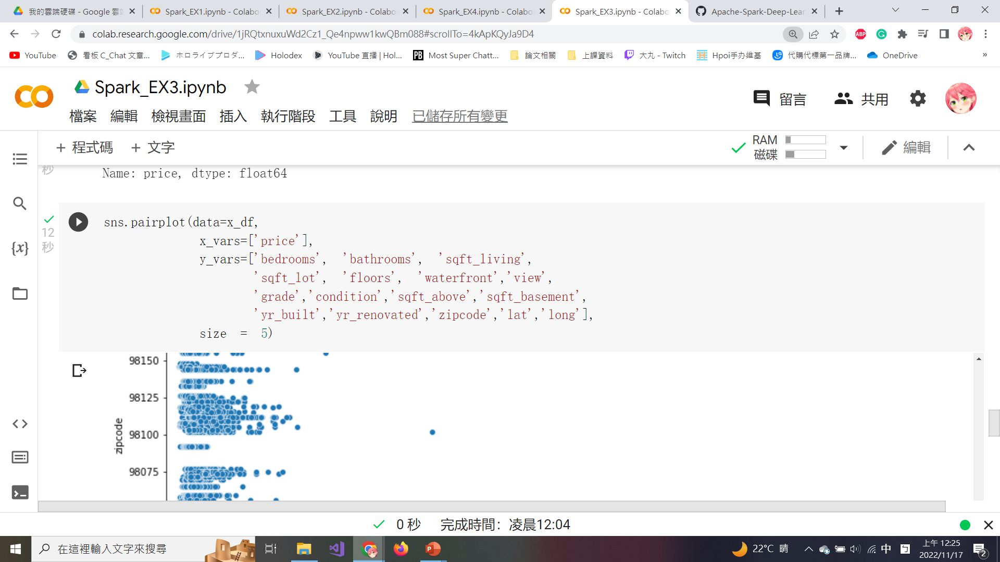 我的雲端硬碟 - Google 雲端
Spark_EX1.ipynb - Colabo
Spark_EX2.ipynb - Colabo
Spark_EX4.ipynb - Colabo
Spark_EX3.ipynb - Colabo
Apache-Spark-Deep-Lear
colab.research.google.com/drive/1jRQtxnuxuWd2Cz1_Qe4npww1kwQBm088#scrollTo=4kApKQyJa9D4
ABP
YouTube
看板 C_Chat 文章...
ホロライブプロダ...
Holodex
YouTube 直播 | Hol...
PB
Most Super Chatt...
論文相關
上課資料
大丸 - Twitch
Hpoi手办维基
代購代標第一品牌...
OneDrive
»
Spark_EX3.ipynb
留言
共用
檔案 編輯 檢視畫面 插入 執行階段 工具 說明 已儲存所有變更
+ 程式碼 + 文字
RAM
磁碟
編輯
秒
Name: price, dtype: float64
12
秒
{x}
sns.pairplot(data=x_df,
x_vars=['price'],
y_vars=['bedrooms', 'bathrooms', 'sqft_living',
'sqft_lot', 'floors', 'waterfront','view',
'grade','condition','sqft_above','sqft_basement',
'yr_built','yr_renovated','zipcode','lat','long'],
size = 5)
98150
98125
98100
98075
zipcode
0 秒 完成時間: 凌晨12:04
在這裡輸入文字來搜尋
P
22°C 晴
中
上午 12:25
2022/11/17
2